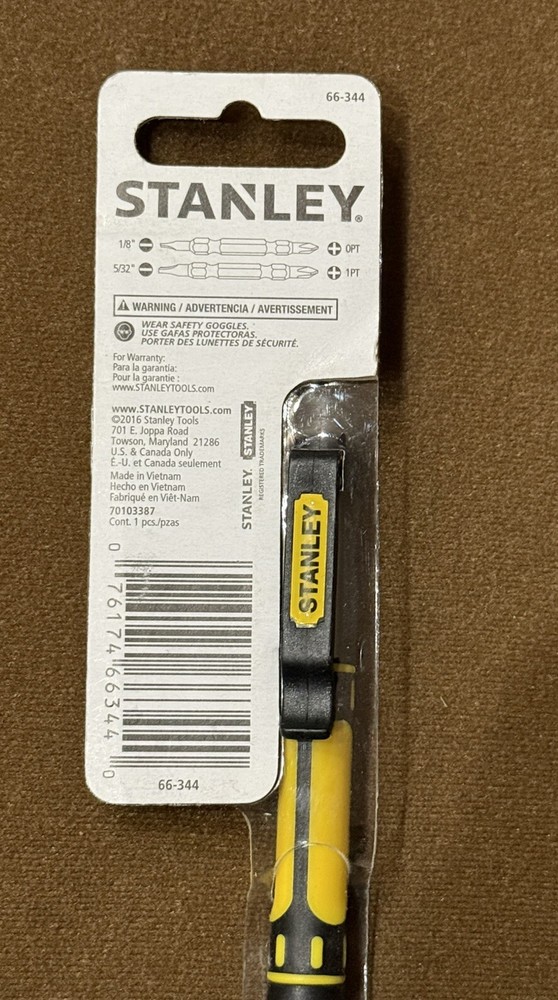 66-344
STANLEY®
1/8" 0PT
5/32" 1PT
WARNING / ADVERTENCIA / AVERTISSEMENT
WEAR SAFETY GOGGLES.
USE GAFAS PROTECTORAS.
PORTER DES LUNETTES DE SÉCURITÉ.
For Warranty:
Para la garantía:
Pour la garantie :
www.STANLEYTOOLS.com
www.STANLEYTOOLS.com
©2016 Stanley Tools
701 E. Joppa Road
Towson, Maryland 21286
U.S. & Canada Only
É.-U. et Canada seulement
Made in Vietnam
Hecho en Vietnam
Fabriqué en Viêt-Nam
70103387
Cont. 1 pcs./pzas
STANLEY. STANLEY
REGISTERED TRADEMARKS
STANLEY
0 76174 66344 0
66-344